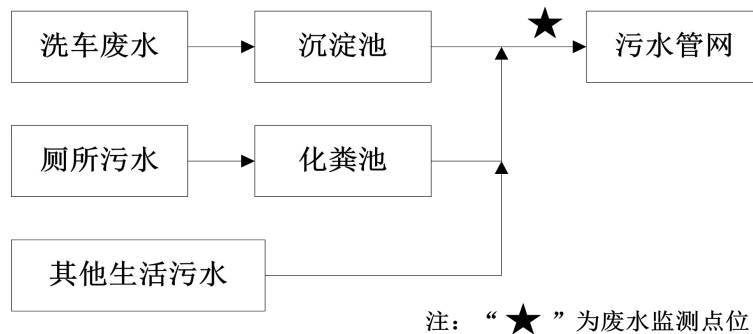 洗车废水
沉淀池
★
污水管网
厕所污水
化粪池
其他生活污水
注：“★”为废水监测点位